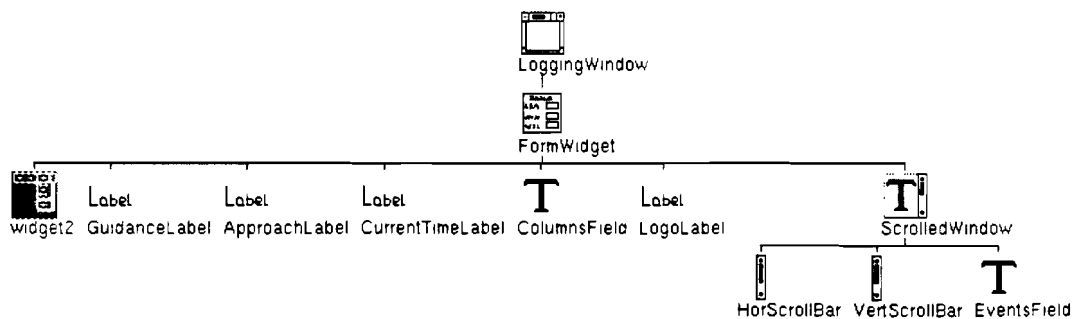 LoggingWindow
FormWidget
Label Label Label T Label T
widget2 GuidanceLabel ApproachLabel CurrentTimeLabel ColumnsField LogoLabel ScrolledWindow
T
HorScrollBar VertScrollBar EventsField